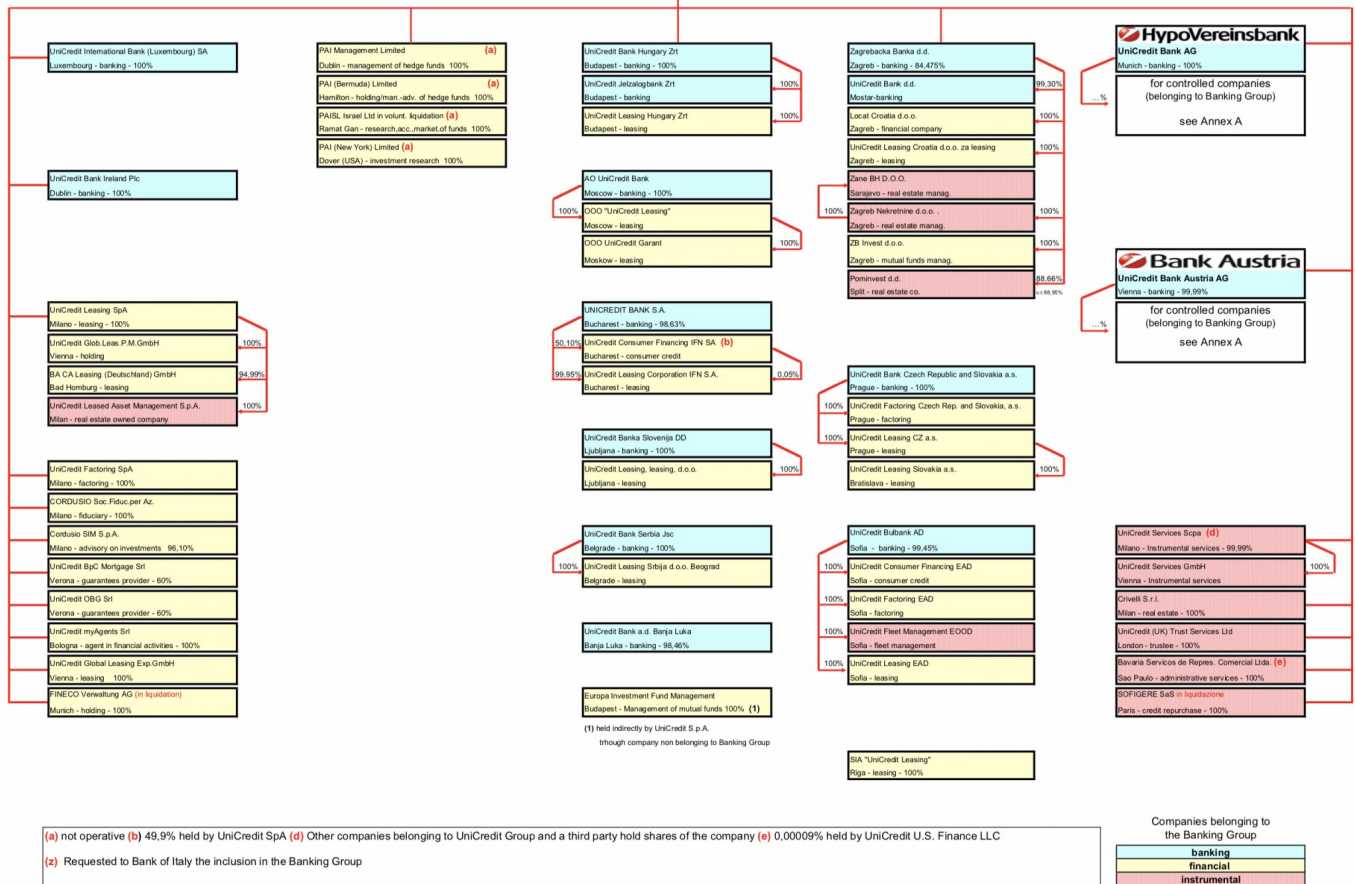 UniCredit International Bank (Luxembourg) SA
Luxembourg - banking - 100%
UniCredit Bank Ireland Plc
Dublin - banking - 100%
UniCredit Leasing SpA
Milano - leasing - 100%
UniCredit Glob.Leas.P.M.GmbH
100%
Vienna - holding
BA CA Leasing (Deutschland) GmbH
94,99%
Bad Homburg - leasing
UniCredit Leased Asset Management S.p.A.
100%
Milan - real estate owned company
UniCredit Factoring SpA
Milano - factoring - 100%
CORDUSIO Soc.Fiduc.per Az.
Milano - fiduciary - 100%
Cordusio SIM S.p.A.
Milano - advisory on investments 96,10%
UniCredit BpC Mortgage Srl
Verona - guarantees provider - 60%
UniCredit OBG Srl
Verona - guarantees provider - 60%
UniCredit myAgents Srl
Bologna - agent in financial activities - 100%
UniCredit Global Leasing Exp.GmbH
Vienna - leasing 100%
FINECO Verwaltung AG (in liquidation)
Munich - holding - 100%
PAI Management Limited (a)
Dublin - management of hedge funds 100%
PAI (Bermuda) Limited (a)
Hamilton - holding/man.-adv. of hedge funds 100%
PAISL Israel Ltd in volunt. liquidation (a)
Ramat Gan - research,acc.,market.of funds 100%
PAI (New York) Limited (a)
Dover (USA) - investment research 100%
UniCredit Bank Hungary Zrt
Budapest - banking - 100%
UniCredit Jelzalogbank Zrt
100%
Budapest - banking
UniCredit Leasing Hungary Zrt
100%
Budapest - leasing
AO UniCredit Bank
Moscow - banking - 100%
100%
OOO "UniCredit Leasing"
Moscow - leasing
OOO UniCredit Garant
100%
Moskow - leasing
UNICREDIT BANK S.A.
Bucharest - banking - 98,63%
50,10%
UniCredit Consumer Financing IFN SA (b)
Bucharest - consumer credit
99,95%
UniCredit Leasing Corporation IFN S.A.
0,05%
Bucharest - leasing
UniCredit Banka Slovenija DD
Ljubljana - banking - 100%
UniCredit Leasing, leasing, d.o.o.
100%
Ljubljana - leasing
UniCredit Bank Serbia Jsc
Belgrade - banking - 100%
100%
UniCredit Leasing Srbija d.o.o. Beograd
Belgrade - leasing
UniCredit Bank a.d. Banja Luka
Banja Luka - banking - 98,46%
Europa Investment Fund Management
Budapest - Management of mutual funds 100% (1)
(1) held indirectly by UniCredit S.p.A.
trhough company non belonging to Banking Group
Zagrebacka Banka d.d.
Zagreb - banking - 84,475%
UniCredit Bank d.d.
99,30%
Mostar-banking
Locat Croatia d.o.o.
100%
Zagreb - financial company
UniCredit Leasing Croatia d.o.o. za leasing
100%
Zagreb - leasing
Zane BH D.O.O.
Sarajevo - real estate manag.
100%
Zagreb Nekretnine d.o.o. .
100%
Zagreb - real estate manag.
ZB Invest d.o.o.
100%
Zagreb - mutual funds manag.
Pominvest d.d.
88,66%
Split - real estate co.
v.r.88,95%
UniCredit Bank Czech Republic and Slovakia a.s.
Prague - banking - 100%
100%
UniCredit Factoring Czech Rep. and Slovakia, a.s.
Prague - factoring
100%
UniCredit Leasing CZ a.s.
Prague - leasing
UniCredit Leasing Slovakia a.s.
100%
Bratislava - leasing
UniCredit Bulbank AD
Sofia - banking - 99,45%
100%
UniCredit Consumer Financing EAD
Sofia - consumer credit
100%
UniCredit Factoring EAD
Sofia - factoring
100%
UniCredit Fleet Management EOOD
Sofia - fleet management
100%
UniCredit Leasing EAD
Sofia - leasing
SIA "UniCredit Leasing"
Riga - leasing - 100%
HypoVereinsbank
UniCredit Bank AG
Munich - banking - 100%
...%
for controlled companies
(belonging to Banking Group)
see Annex A
Bank Austria
UniCredit Bank Austria AG
Vienna - banking - 99,99%
...%
for controlled companies
(belonging to Banking Group)
see Annex A
UniCredit Services Scpa (d)
Milano - Instrumental services - 99,99%
UniCredit Services GmbH
100%
Vienna - Instrumental services
Crivelli S.r.l.
Milan - real estate - 100%
UniCredit (UK) Trust Services Ltd
London - trustee - 100%
Bavaria Servicos de Repres. Comercial Ltda. (e)
Sao Paulo - administrative services - 100%
SOFIGERE SaS in liquidazione
Paris - credit repurchase - 100%
(a) not operative (b) 49,9% held by UniCredit SpA (d) Other companies belonging to UniCredit Group and a third party hold shares of the company (e) 0,00009% held by UniCredit U.S. Finance LLC
(z) Requested to Bank of Italy the inclusion in the Banking Group
Companies belonging to
the Banking Group
banking
financial
instrumental